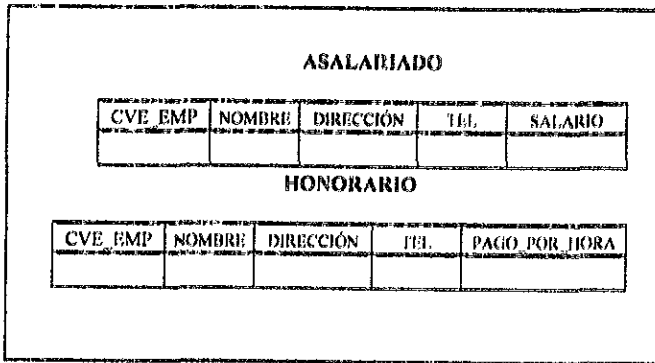 ASALARIADO
CVE_EMP NOMBRE DIRECCIÓN TEL SALARIO
HONORARIO
CVE_EMP NOMBRE DIRECCIÓN TEL PAGO_POR_HORA